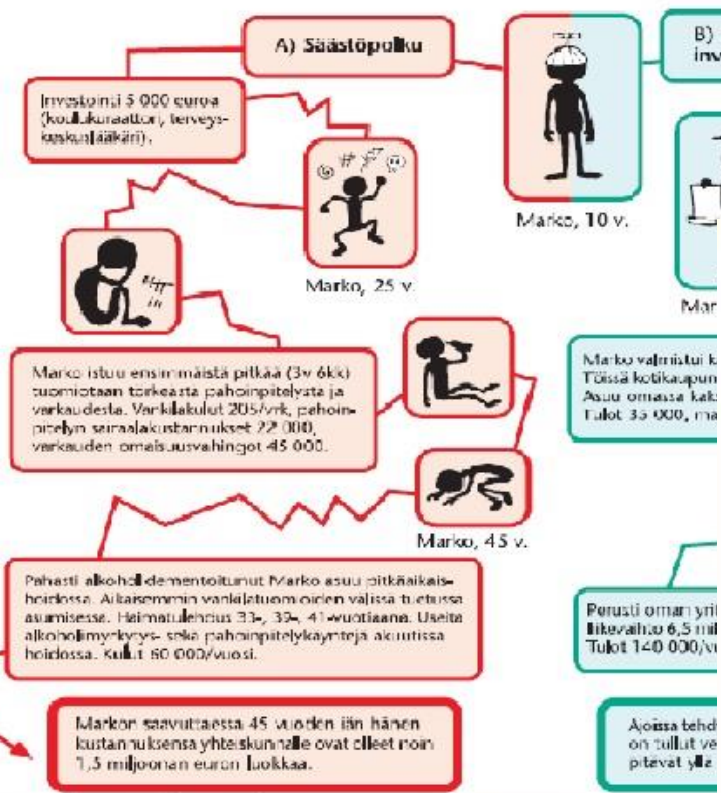 A) Säästöpolku
B)
inv
Investointi 5 000 euroa
(koulukuraattori, terveys-
keskuslääkäri).
Marko, 10 v.
Marko, 25 v.
Mar
Marko istuu ensimmäistä pitkää (3v 6kk)
tuomiotaan törkeästä pahoinpitelystä ja
varkaudesta. Vankilakulut 205/vrk, pahoin-
pitelyn sairaalakustannukset 22 000,
varkauden omaisuusvahingot 45 000.
Marko valmistui k
Töissä kotikaupun
Asuu omassa kaks
Tulot 35 000, ma
Marko, 45 v.
Pahasti alkoholidementoitunut Marko asuu pitkäaikais-
hoidossa. Aikaisemmin vankilatuomioiden välissä tuetussa
asumisessa. Haimatulehdus 33-, 39-, 41-vuotiaana. Useita
alkoholimyrkytys- sekä pahoinpitelykäyntejä akuutissa
hoidossa. Kulut 60 000/vuosi.
Perusti oman yrit
liikevaihto 6,5 mil
Tulot 140 000/vu
Markon saavuttaessa 45 vuoden iän hänen
kustannuksensa yhteiskunnalle ovat olleet noin
1,5 miljoonan euron luokkaa.
Ajoissa tehd
on tullut ve
pitävät yllä